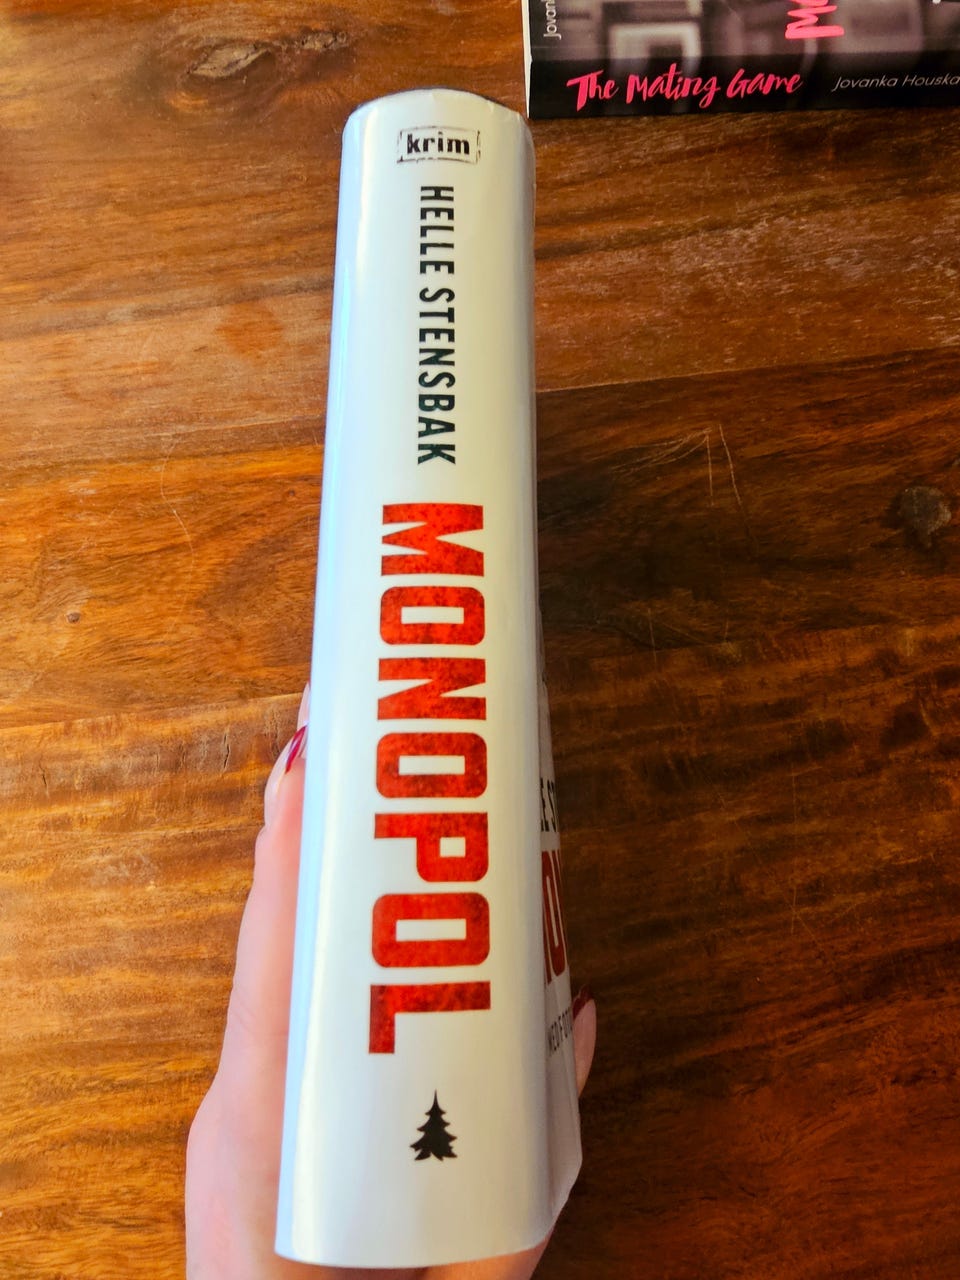 krim
HELLE STENSBAK
MONOPOL
The Mating Game Jovanka Houska